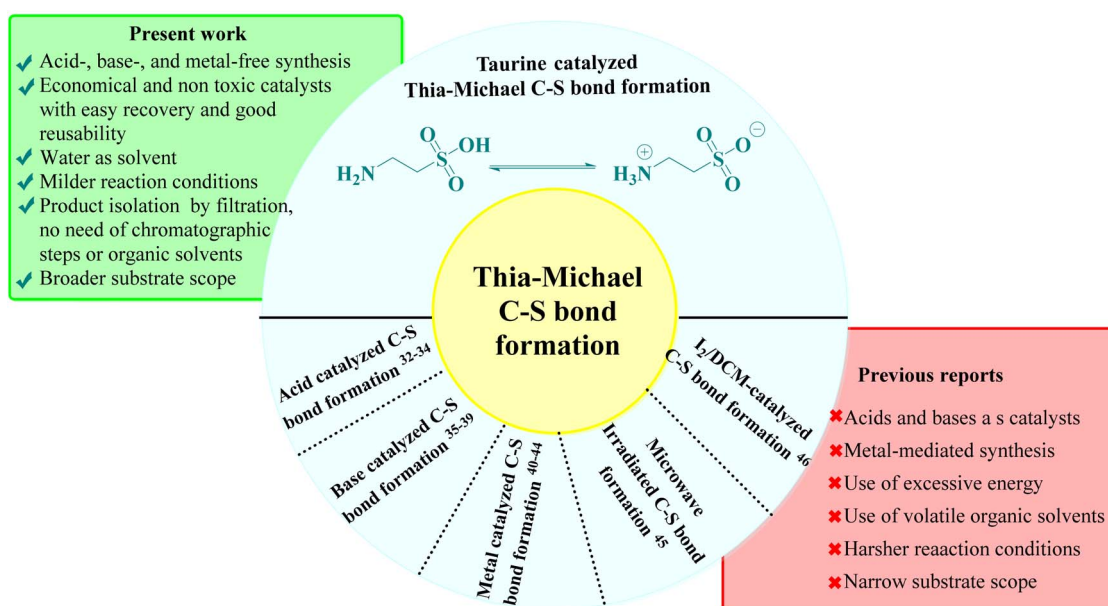 Present work
Acid-, base-, and metal-free synthesis
Economical and non toxic catalysts
with easy recovery and good
reusability
Water as solvent
Milder reaction conditions
Product isolation by filtration,
no need of chromatographic
steps or organic solvents
Broader substrate scope
Taurine catalyzed
Thia-Michael C-S bond formation
H₂N
S
O
O
OH
H₃N
⊕
S
O
O
O
⊖
Thia-Michael
C-S bond
formation
Acid catalyzed C-S
bond formation 32-34
Base catalyzed C-S
bond formation 35-39
Metal catalyzed C-S
bond formation 40-44
Microwave
Irradiated C-S bond
formation 45
I₂/DCM-catalyzed
C-S bond formation 46
Previous reports
Acids and bases a s catalysts
Metal-mediated synthesis
Use of excessive energy
Use of volatile organic solvents
Harsher reaaction conditions
Narrow substrate scope